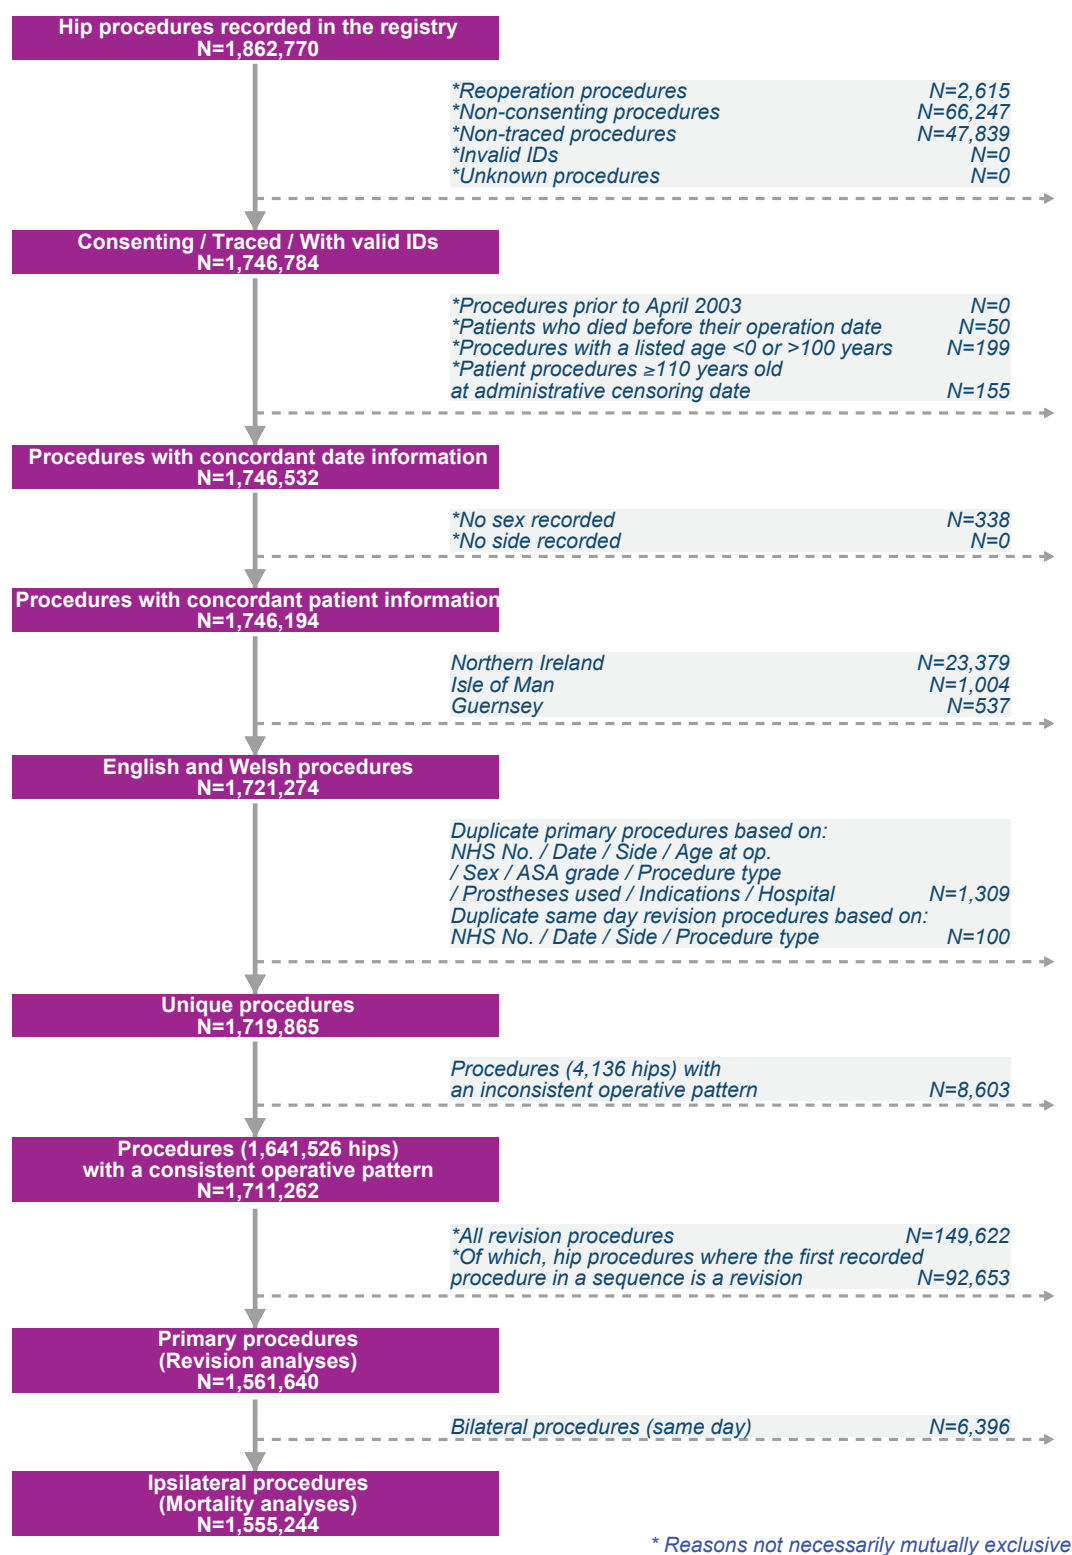 Hip procedures recorded in the registry
N=1,862,770
*Reoperation procedures N=2,615
*Non-consenting procedures N=66,247
*Non-traced procedures N=47,839
*Invalid IDs N=0
*Unknown procedures N=0
Consenting / Traced / With valid IDs
N=1,746,784
*Procedures prior to April 2003 N=0
*Patients who died before their operation date N=50
*Procedures with a listed age <0 or >100 years N=199
*Patient procedures ≥110 years old
at administrative censoring date N=155
Procedures with concordant date information
N=1,746,532
*No sex recorded N=338
*No side recorded N=0
Procedures with concordant patient information
N=1,746,194
Northern Ireland N=23,379
Isle of Man N=1,004
Guernsey N=537
English and Welsh procedures
N=1,721,274
Duplicate primary procedures based on:
NHS No. / Date / Side / Age at op.
/ Sex / ASA grade / Procedure type
/ Prostheses used / Indications / Hospital N=1,309
Duplicate same day revision procedures based on:
NHS No. / Date / Side / Procedure type N=100
Unique procedures
N=1,719,865
Procedures (4,136 hips) with
an inconsistent operative pattern N=8,603
Procedures (1,641,526 hips)
with a consistent operative pattern
N=1,711,262
*All revision procedures N=149,622
*Of which, hip procedures where the first recorded
procedure in a sequence is a revision N=92,653
Primary procedures
(Revision analyses)
N=1,561,640
Bilateral procedures (same day) N=6,396
Ipsilateral procedures
(Mortality analyses)
N=1,555,244
* Reasons not necessarily mutually exclusive